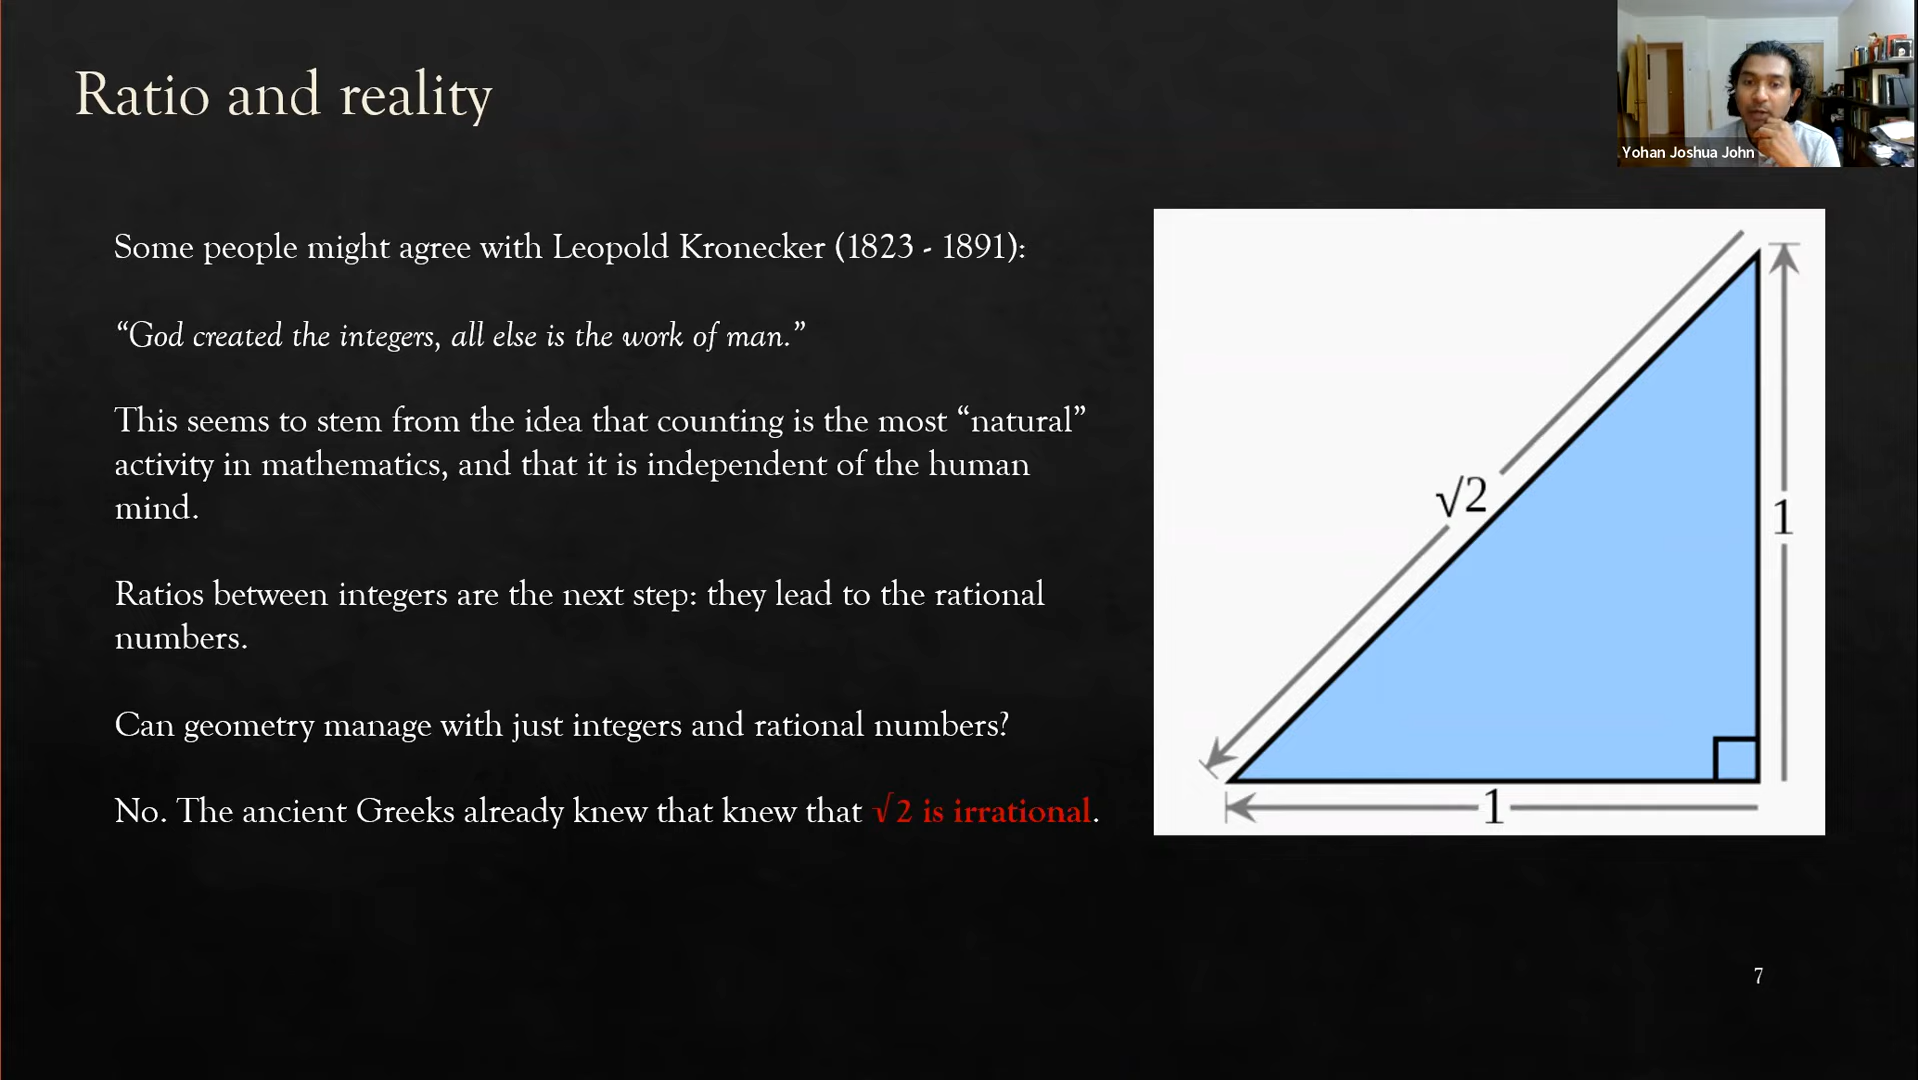 Ratio and reality
Yohan Joshua John
Some people might agree with Leopold Kronecker (1823 - 1891):
“God created the integers, all else is the work of man.”
This seems to stem from the idea that counting is the most “natural”
activity in mathematics, and that it is independent of the human
mind.
Ratios between integers are the next step: they lead to the rational
numbers.
Can geometry manage with just integers and rational numbers?
No. The ancient Greeks already knew that knew that √2 is irrational.
√2
1
1
7